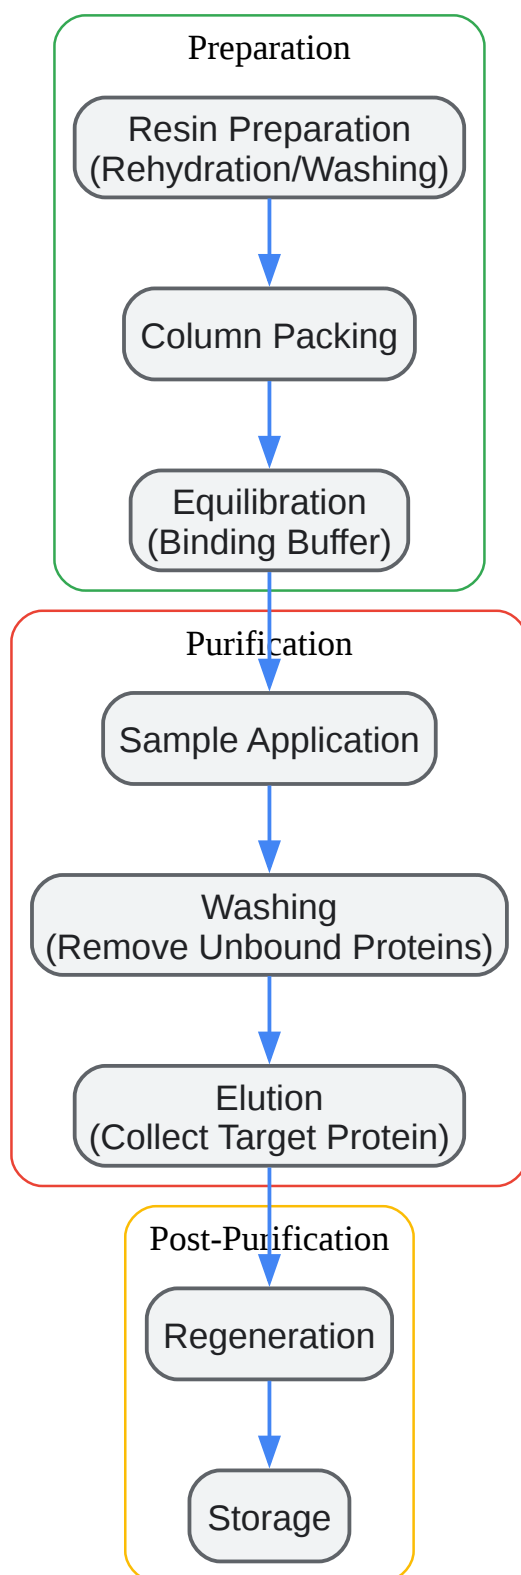 Preparation
Resin Preparation
(Rehydration/Washing)
Column Packing
Equilibration
(Binding Buffer)
Purification
Sample Application
Washing
(Remove Unbound Proteins)
Elution
(Collect Target Protein)
Post-Purification
Regeneration
Storage